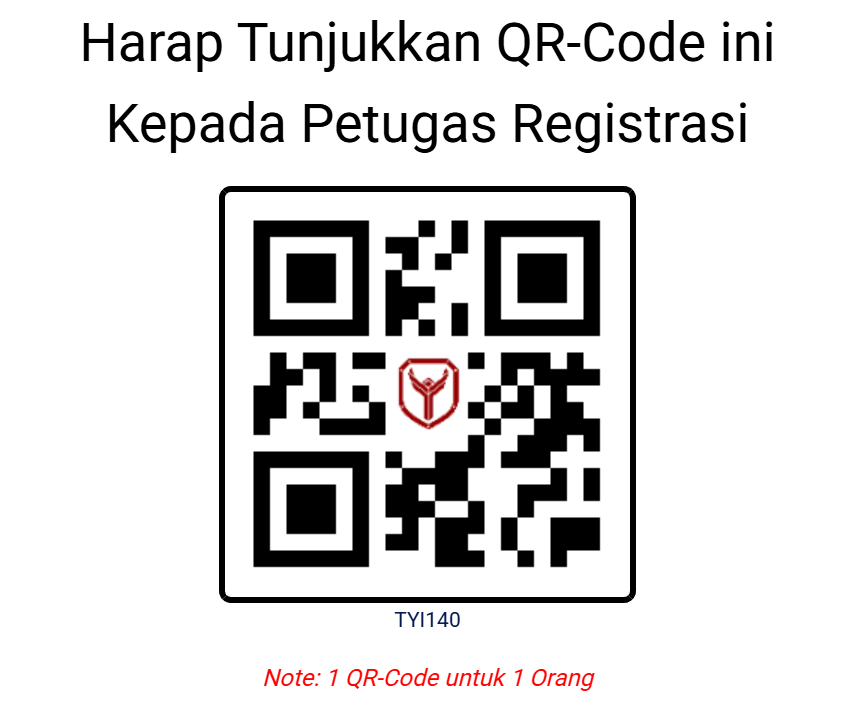 Harap Tunjukkan QR-Code ini
Kepada Petugas Registrasi
TYI140
Note: 1 QR-Code untuk 1 Orang